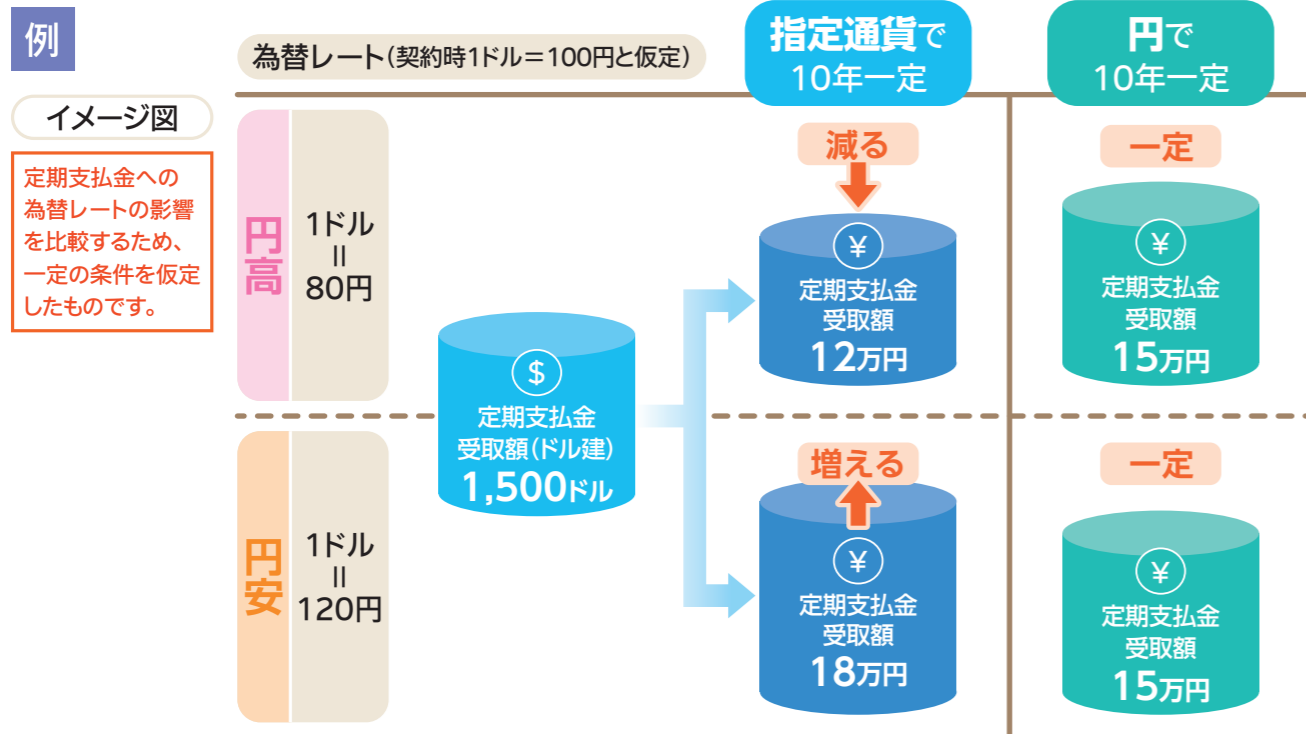 例
イメージ図
定期支払金への
為替レートの影響
を比較するため、
一定の条件を仮定
したものです。
為替レート(契約時1ドル＝100円と仮定)
指定通貨で
10年一定
円で
10年一定
円高
1ドル
＝
80円
$
定期支払金
受取額(ドル建)
1,500ドル
減る
¥
定期支払金
受取額
12万円
一定
¥
定期支払金
受取額
15万円
円安
1ドル
＝
120円
増える
¥
定期支払金
受取額
18万円
一定
¥
定期支払金
受取額
15万円